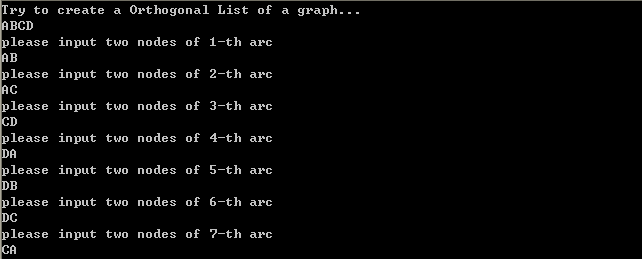 Try to create a Orthogonal List of a graph...
ABCD
please input two nodes of 1-th arc
AB
please input two nodes of 2-th arc
AC
please input two nodes of 3-th arc
CD
please input two nodes of 4-th arc
DA
please input two nodes of 5-th arc
DB
please input two nodes of 6-th arc
DC
please input two nodes of 7-th arc
CA